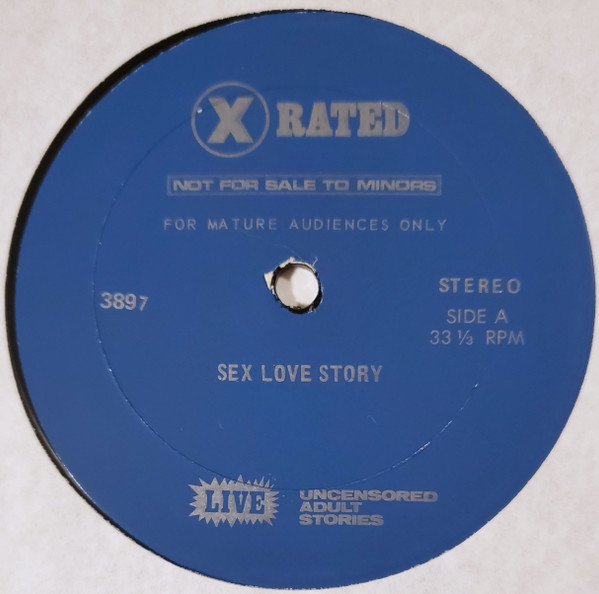 X RATED
NOT FOR SALE TO MINORS
FOR MATURE AUDIENCES ONLY
3897
STEREO
SIDE A
33 ⅓ RPM
SEX LOVE STORY
LIVE
UNCENSORED
ADULT
STORIES